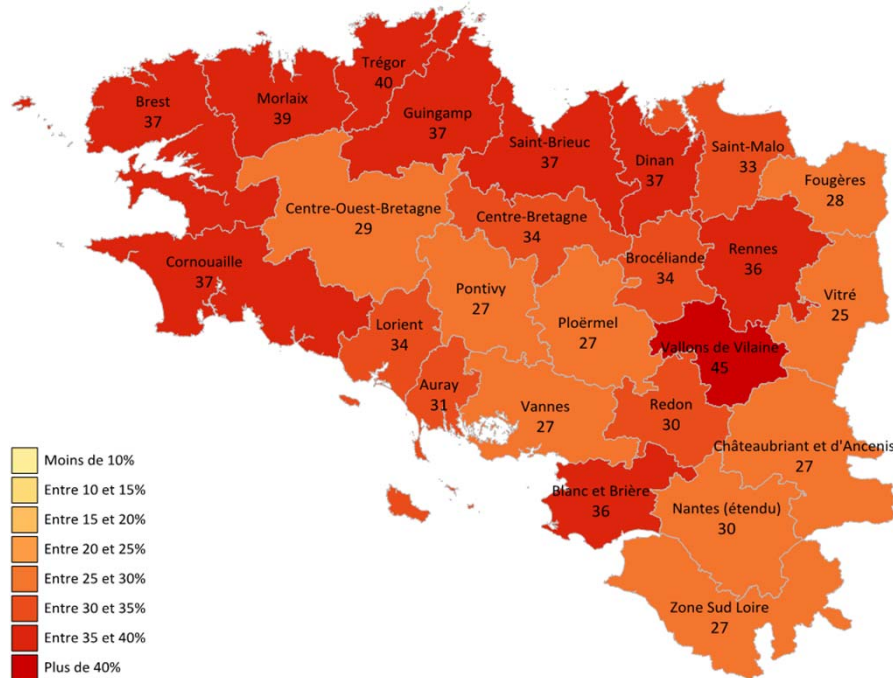 Trégor
40
Brest
37
Morlaix
39
Guingamp
37
Saint-Brieuc
37
Dinan
37
Saint-Malo
33
Fougères
28
Centre-Ouest-Bretagne
29
Centre-Bretagne
34
Brocéliande
34
Rennes
36
Cornouaille
37
Pontivy
27
Ploërmel
27
Vitré
25
Lorient
34
Vallons de Vilaine
45
Auray
31
Vannes
27
Redon
30
Châteaubriant et d'Ancenis
27
Blanc et Brière
36
Nantes (étendu)
30
Zone Sud Loire
27
Moins de 10%
Entre 10 et 15%
Entre 15 et 20%
Entre 20 et 25%
Entre 25 et 30%
Entre 30 et 35%
Entre 35 et 40%
Plus de 40%